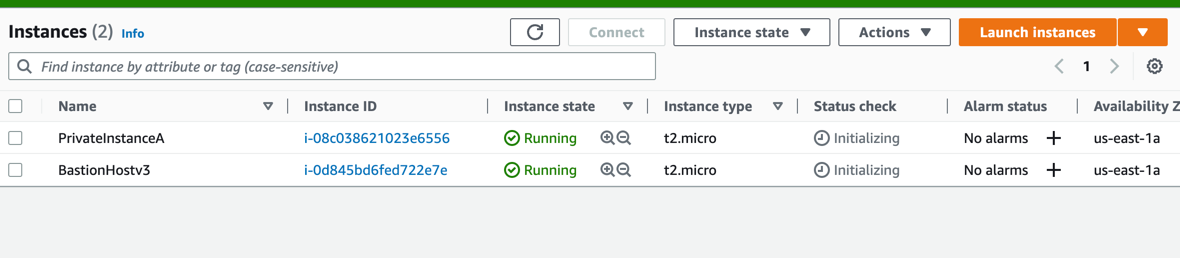 Instances (2) Info Connect Instance state Actions Launch instances
Find instance by attribute or tag (case-sensitive) 1
Name Instance ID Instance state Instance type Status check Alarm status Availability Z
PrivateInstanceA i-08c038621023e6556 Running t2.micro Initializing No alarms + us-east-1a
BastionHostv3 i-0d845bd6fed722e7e Running t2.micro Initializing No alarms + us-east-1a